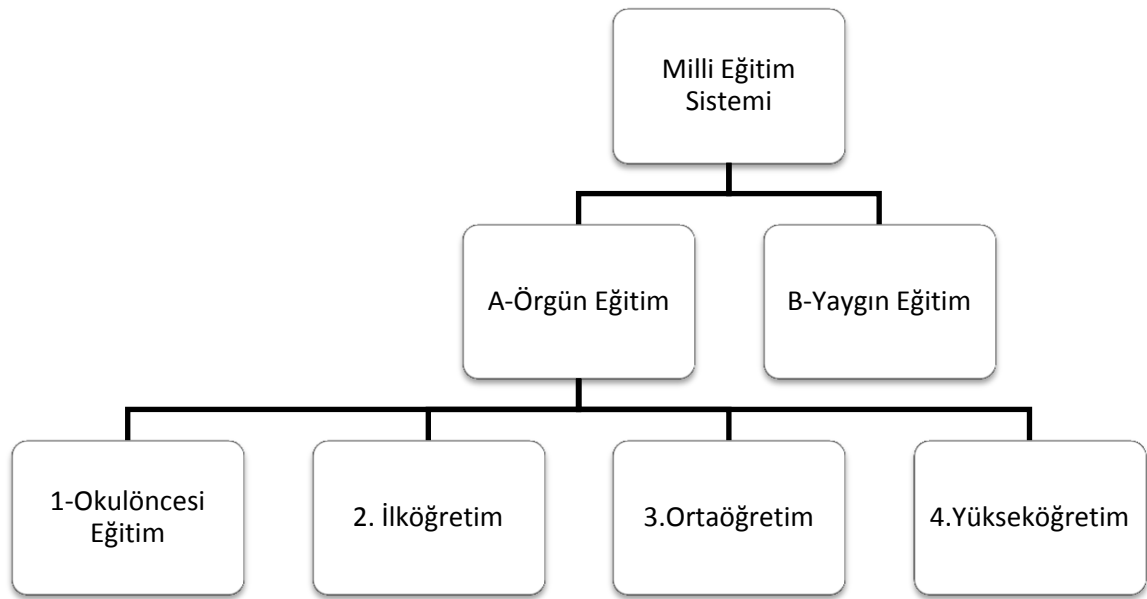 Milli Eğitim
Sistemi
A-Örgün Eğitim
B-Yaygın Eğitim
1-Okulöncesi
Eğitim
2. İlköğretim
3.Ortaöğretim
4.Yükseköğretim